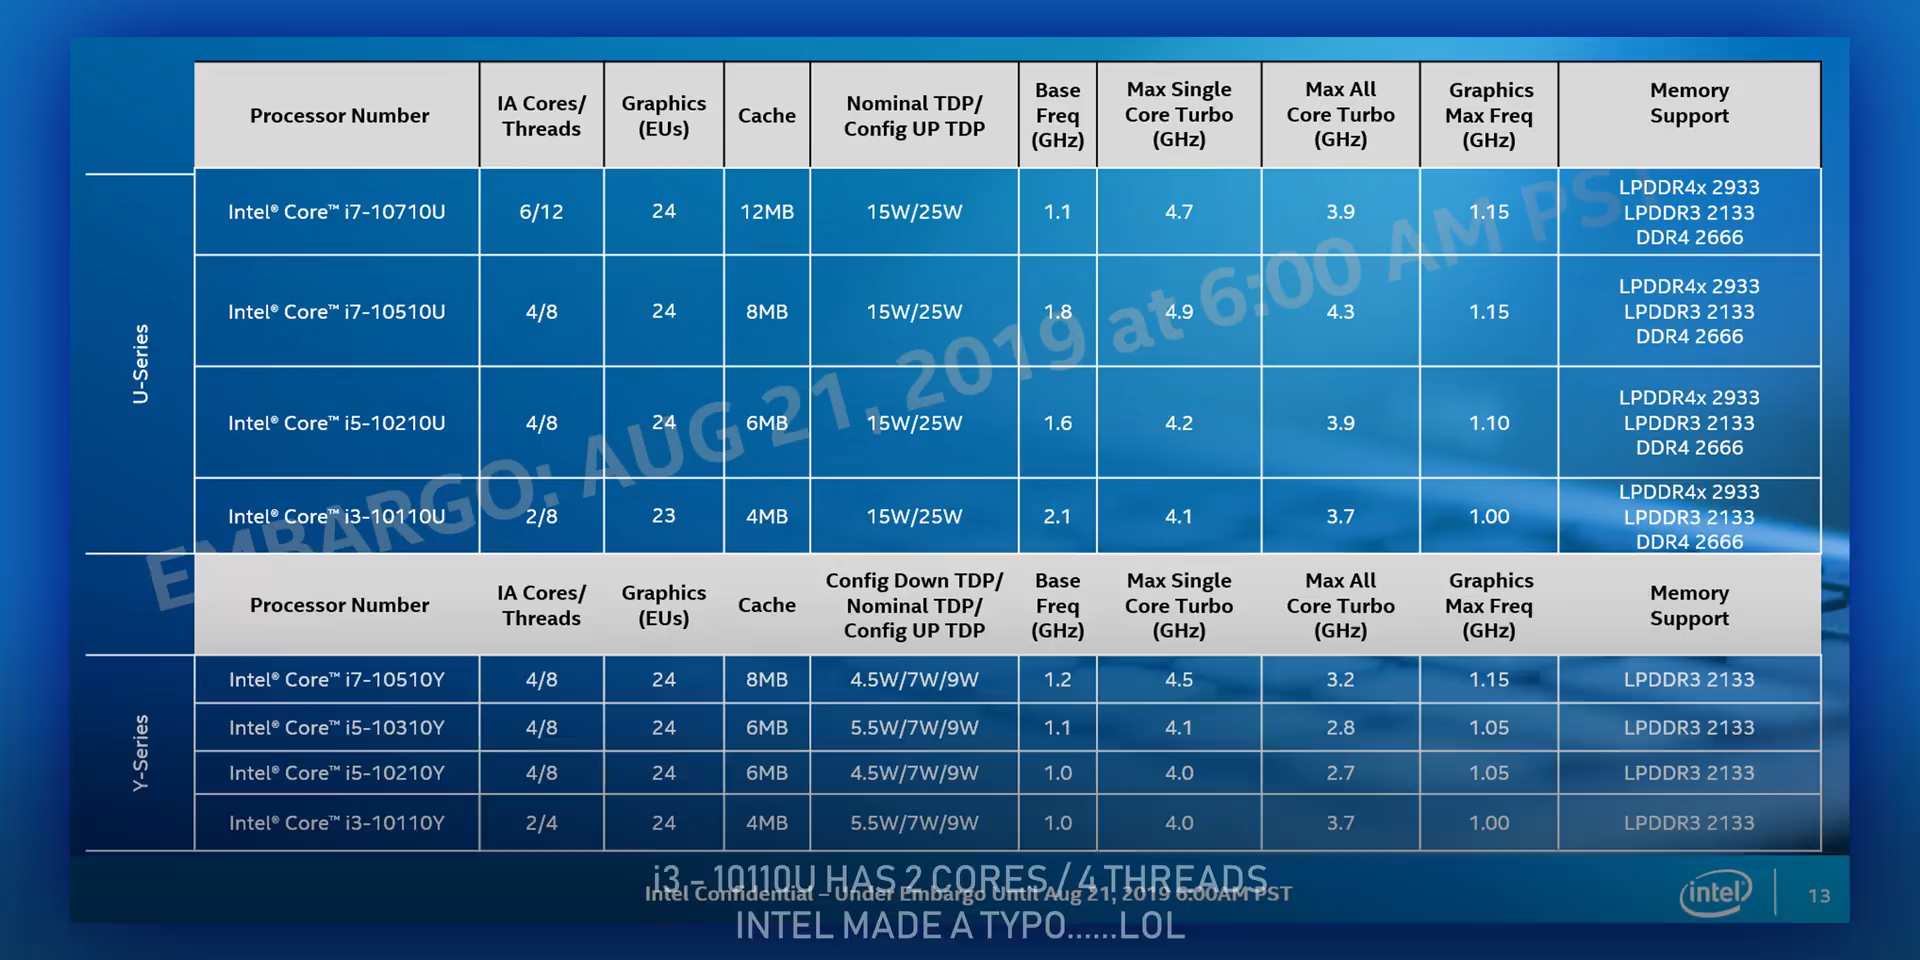 Processor Number IA Cores/ Threads Graphics (EUs) Cache Nominal TDP/ Config UP TDP Base Freq (GHz) Max Single Core Turbo (GHz) Max All Core Turbo (GHz) Graphics Max Freq (GHz) Memory Support
U-Series
Intel® Core™ i7-10710U 6/12 24 12MB 15W/25W 1.1 4.7 3.9 1.15 LPDDR4x 2933 LPDDR3 2133 DDR4 2666
Intel® Core™ i7-10510U 4/8 24 8MB 15W/25W 1.8 4.9 4.3 1.15 LPDDR4x 2933 LPDDR3 2133 DDR4 2666
Intel® Core™ i5-10210U 4/8 24 6MB 15W/25W 1.6 4.2 3.9 1.10 LPDDR4x 2933 LPDDR3 2133 DDR4 2666
Intel® Core™ i3-10110U 2/8 23 4MB 15W/25W 2.1 4.1 3.7 1.00 LPDDR4x 2933 LPDDR3 2133 DDR4 2666
Processor Number IA Cores/ Threads Graphics (EUs) Cache Config Down TDP/ Nominal TDP/ Config UP TDP Base Freq (GHz) Max Single Core Turbo (GHz) Max All Core Turbo (GHz) Graphics Max Freq (GHz) Memory Support
Y-Series
Intel® Core™ i7-10510Y 4/8 24 8MB 4.5W/7W/9W 1.2 4.5 3.2 1.15 LPDDR3 2133
Intel® Core™ i5-10310Y 4/8 24 6MB 5.5W/7W/9W 1.1 4.1 2.8 1.05 LPDDR3 2133
Intel® Core™ i5-10210Y 4/8 24 6MB 4.5W/7W/9W 1.0 4.0 2.7 1.05 LPDDR3 2133
Intel® Core™ i3-10110Y 2/4 24 4MB 5.5W/7W/9W 1.0 4.0 3.7 1.00 LPDDR3 2133
EMBARGO: AUG 21, 2019 at 6:00 AM PST
i3 - 10110U HAS 2 CORES / 4 THREADS
Intel Confidential – Under Embargo Until Aug 21, 2019 6:00AM PST
INTEL MADE A TYPO......LOL
intel 13